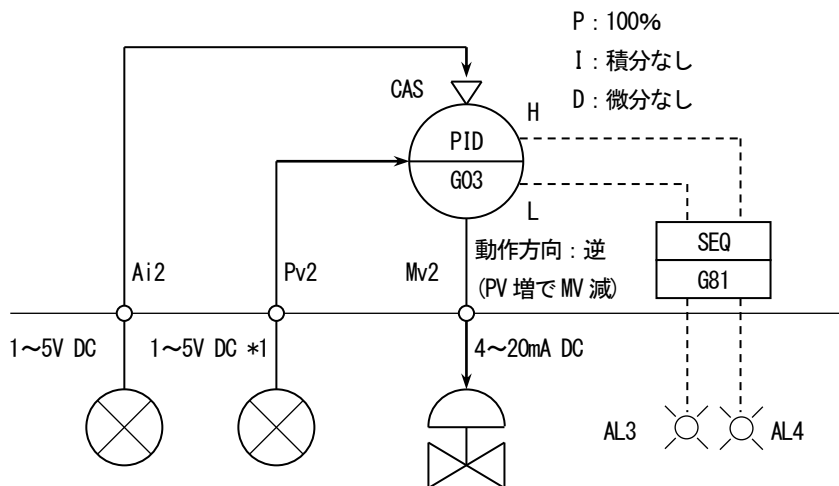 P：100%
I：積分なし
D：微分なし
CAS
H
PID
G03
L
SEQ
G81
Ai2
Pv2
Mv2
動作方向：逆
(PV 増で MV 減)
1～5V DC
1～5V DC *1
4～20mA DC
AL3
AL4